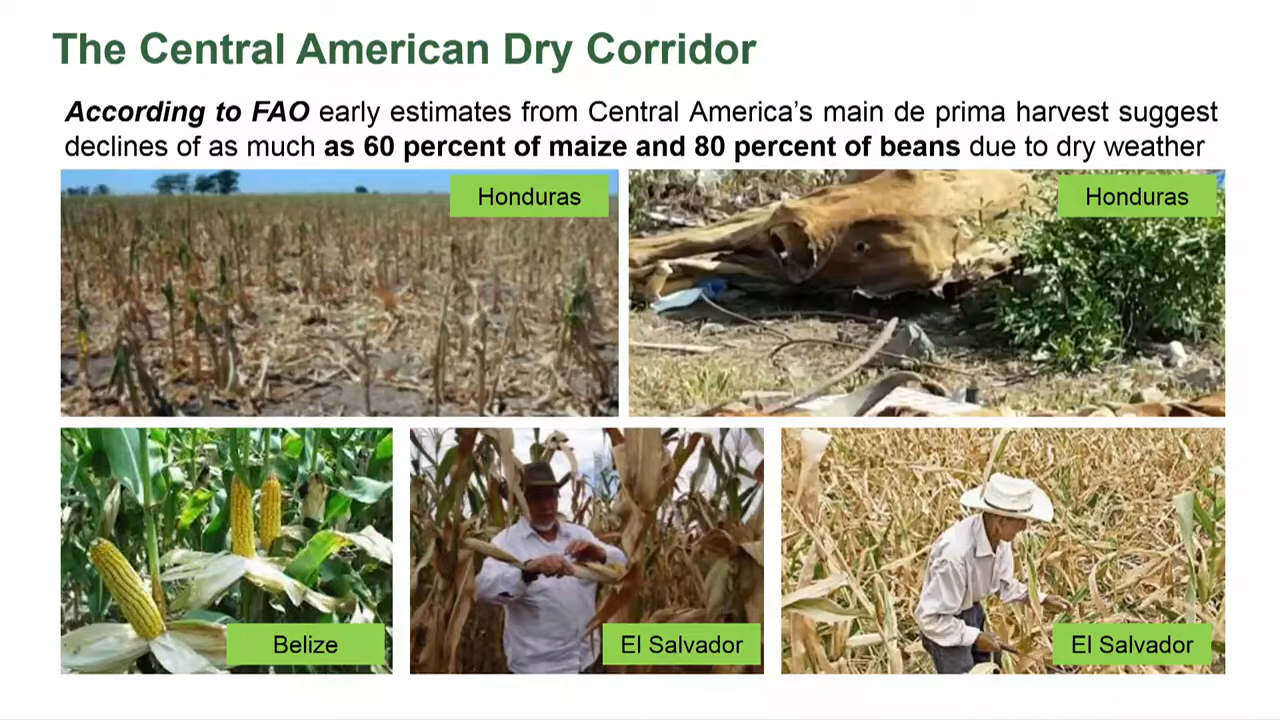 The Central American Dry Corridor
According to FAO early estimates from Central America's main de prima harvest suggest
declines of as much as 60 percent of maize and 80 percent of beans due to dry weather
Honduras
Honduras
Belize
El Salvador
El Salvador